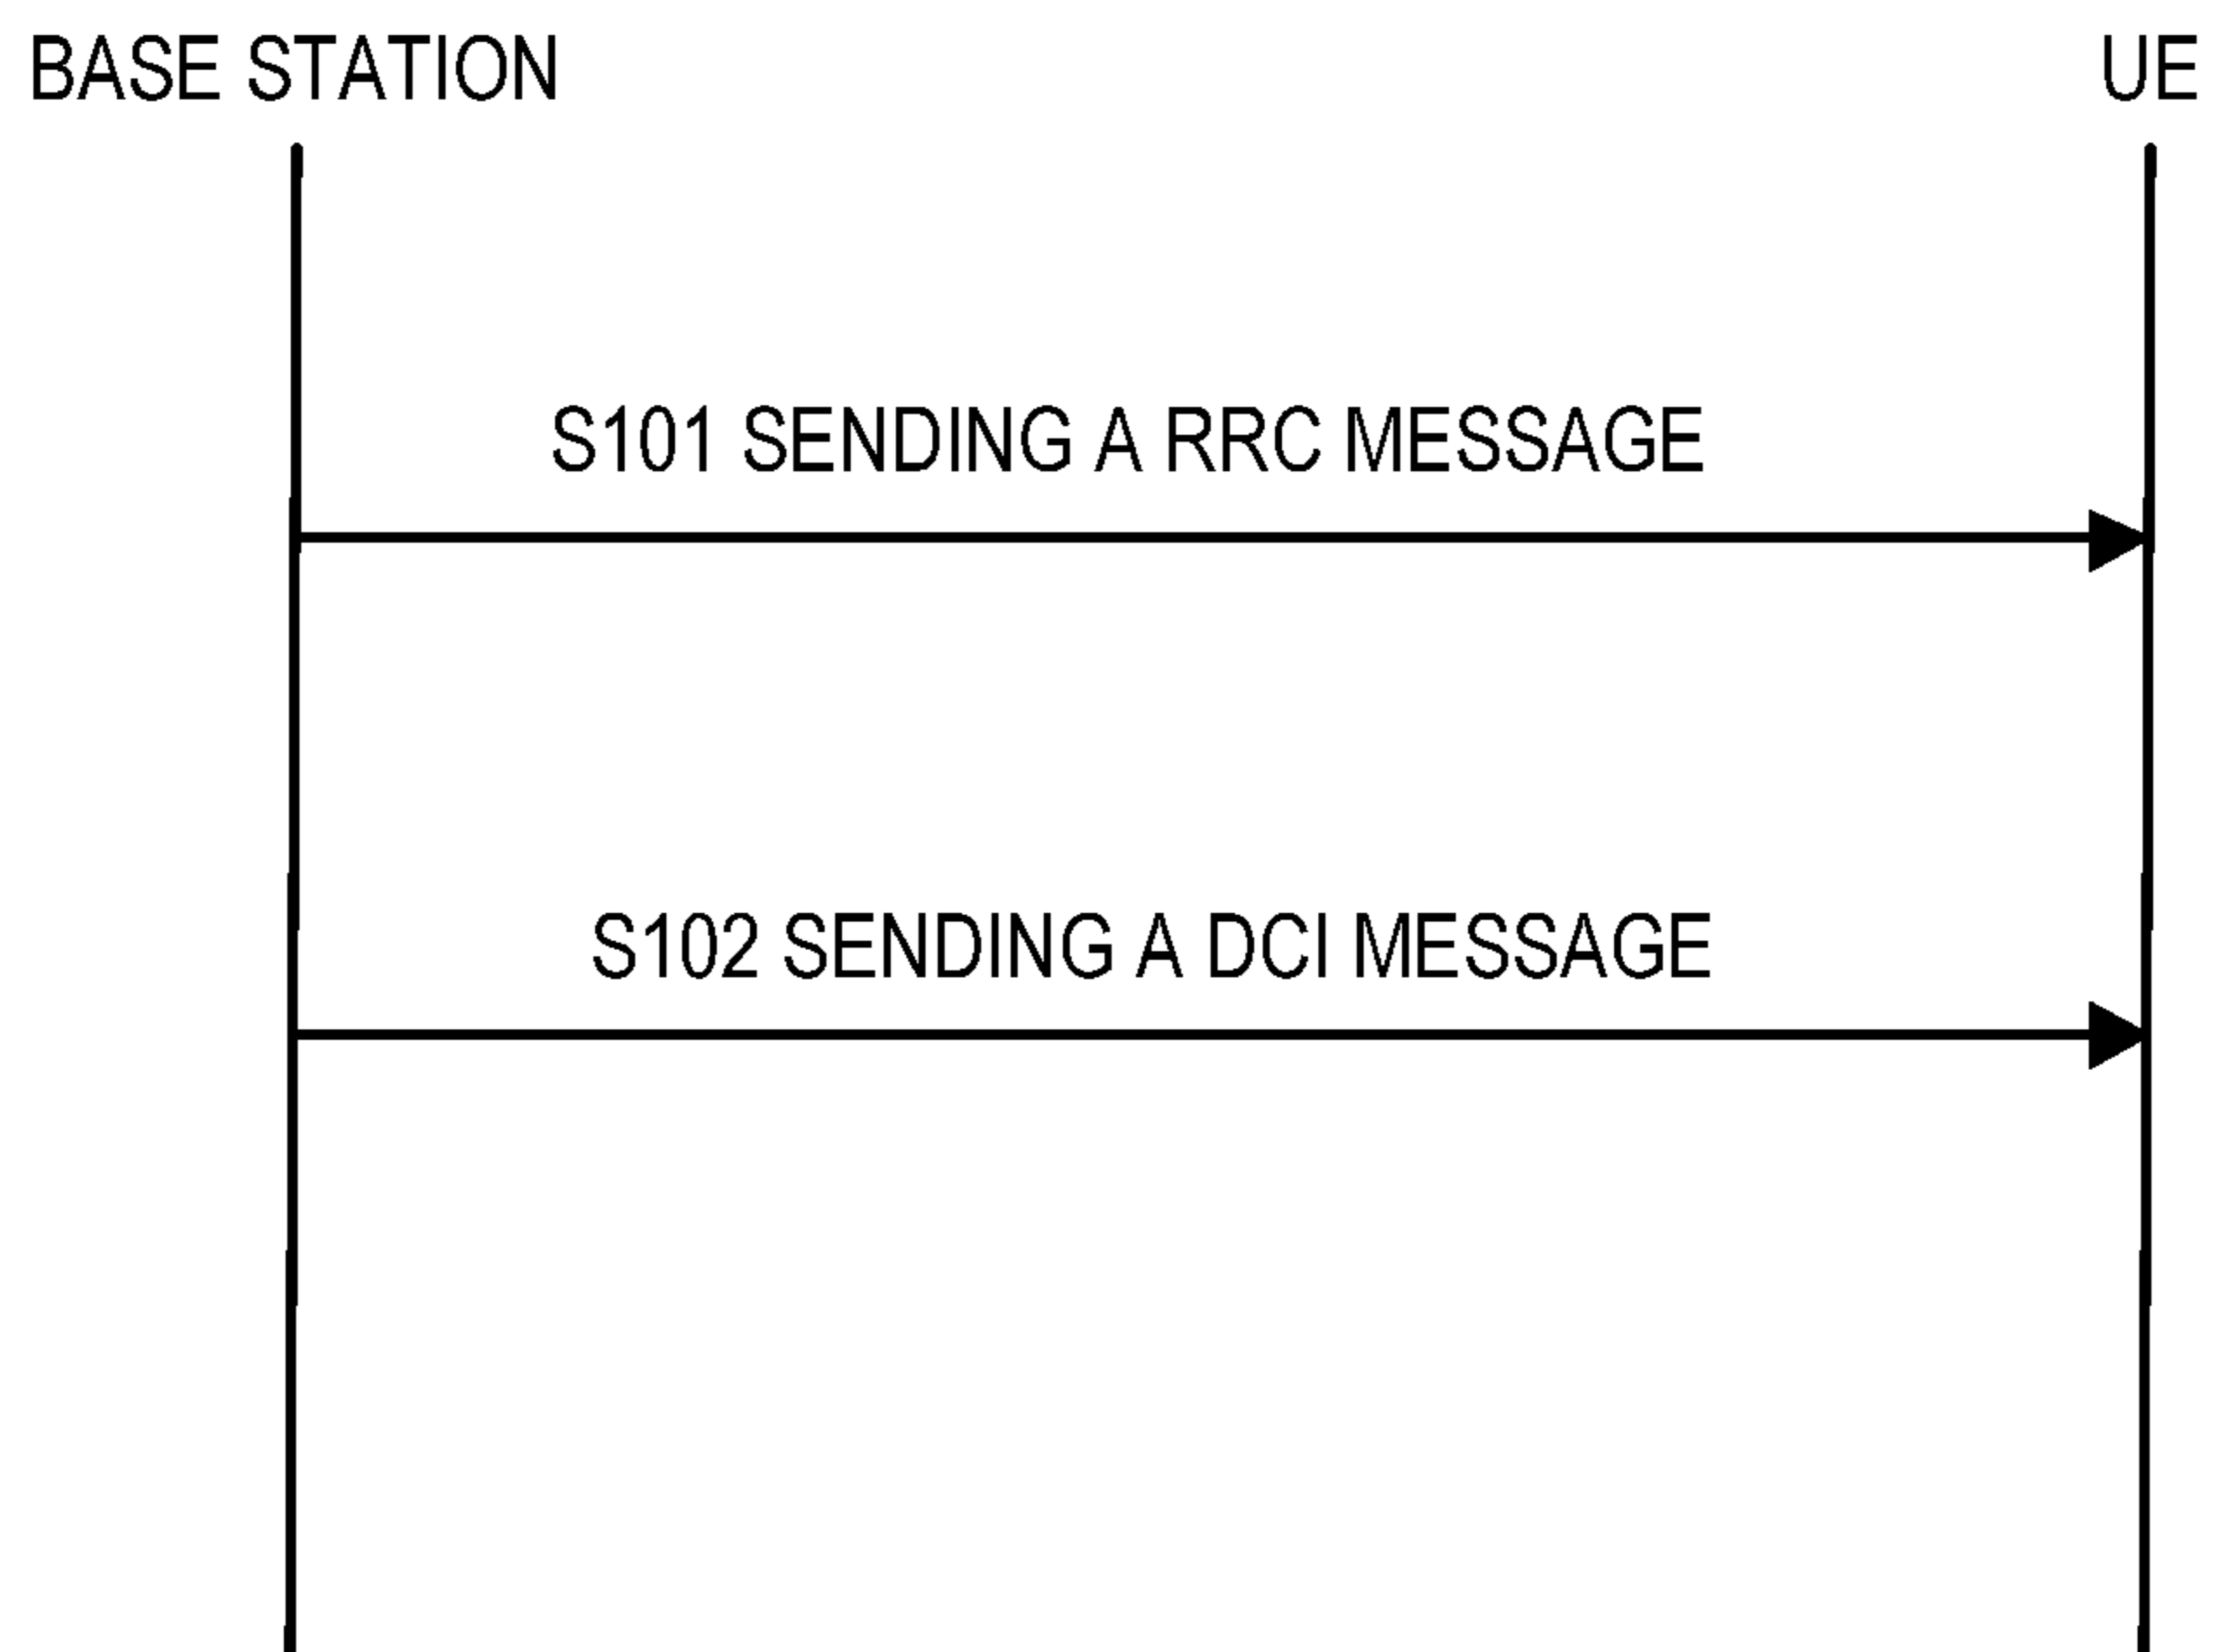 BASE STATION UE
S101 SENDING A RRC MESSAGE
S102 SENDING A DCI MESSAGE